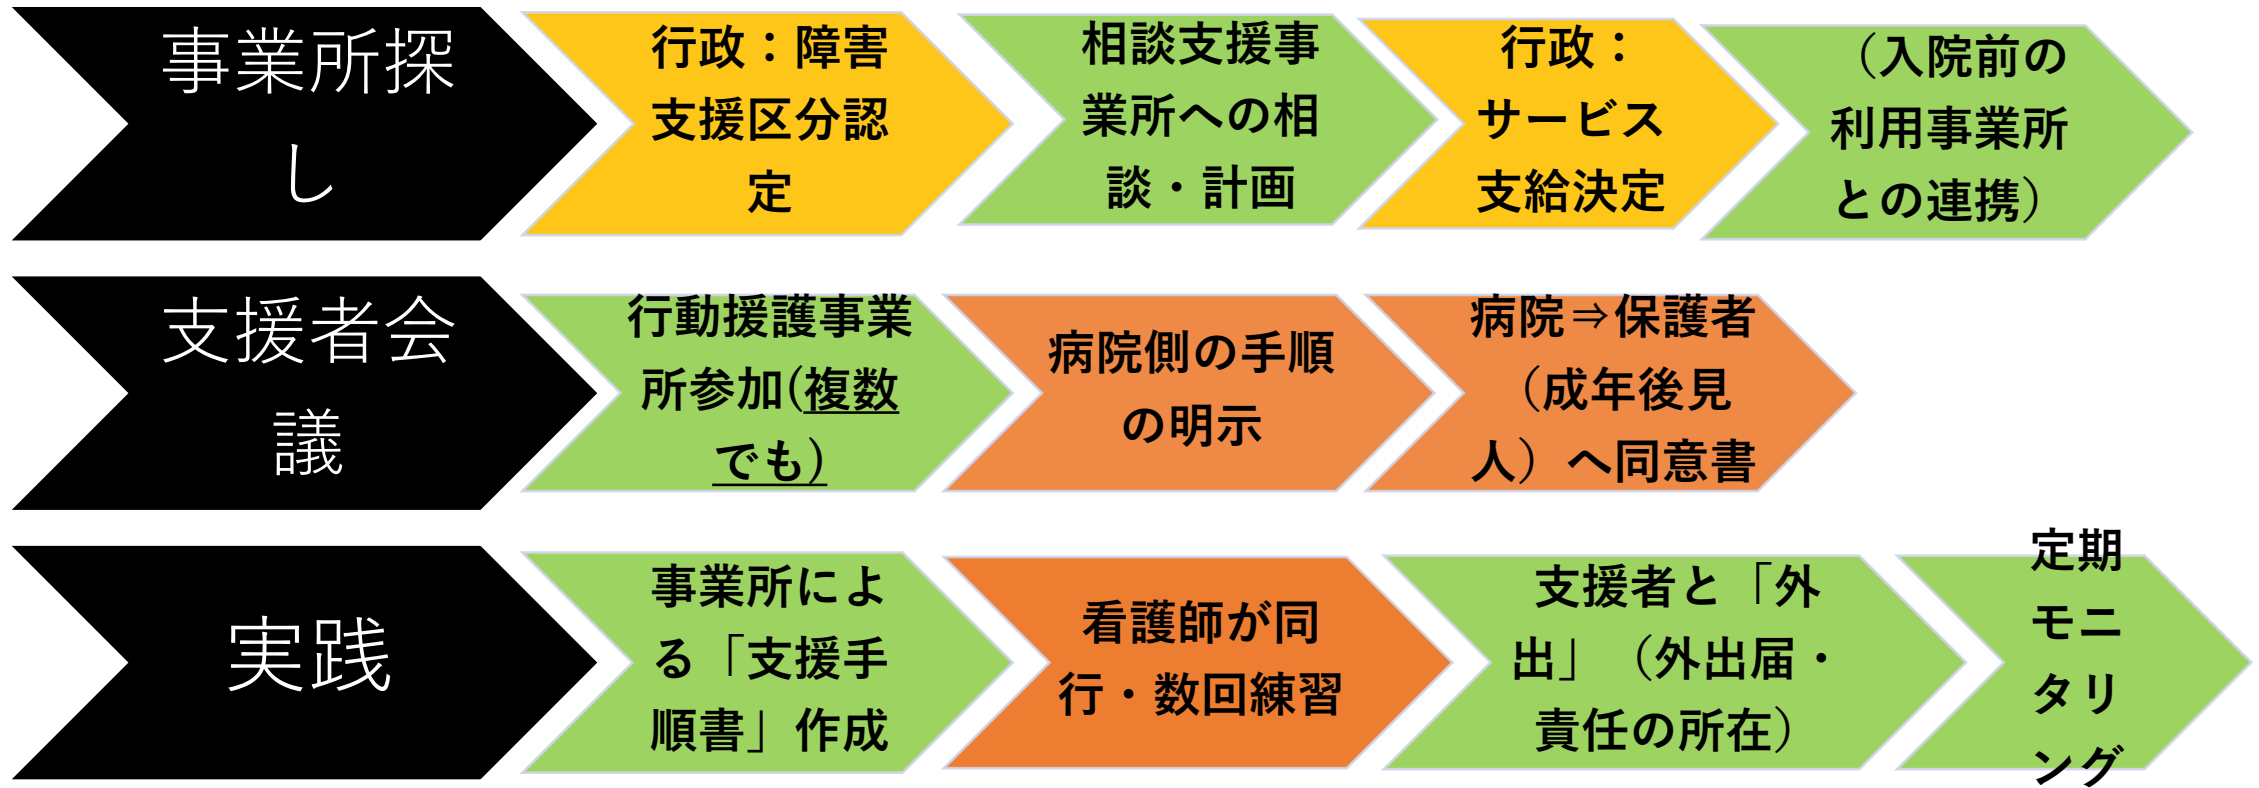 事業所探
し
行政：障害
支援区分認
定
相談支援事
業所への相
談・計画
行政：
サービス
支給決定
（入院前の
利用事業所
との連携）
支援者会
議
行動援護事業
所参加(複数
でも)
病院側の手順
の明示
病院⇒保護者
（成年後見
人）へ同意書
実践
事業所によ
る「支援手
順書」作成
看護師が同
行・数回練習
支援者と「外
出」（外出届・
責任の所在）
定期
モニ
タリ
ング